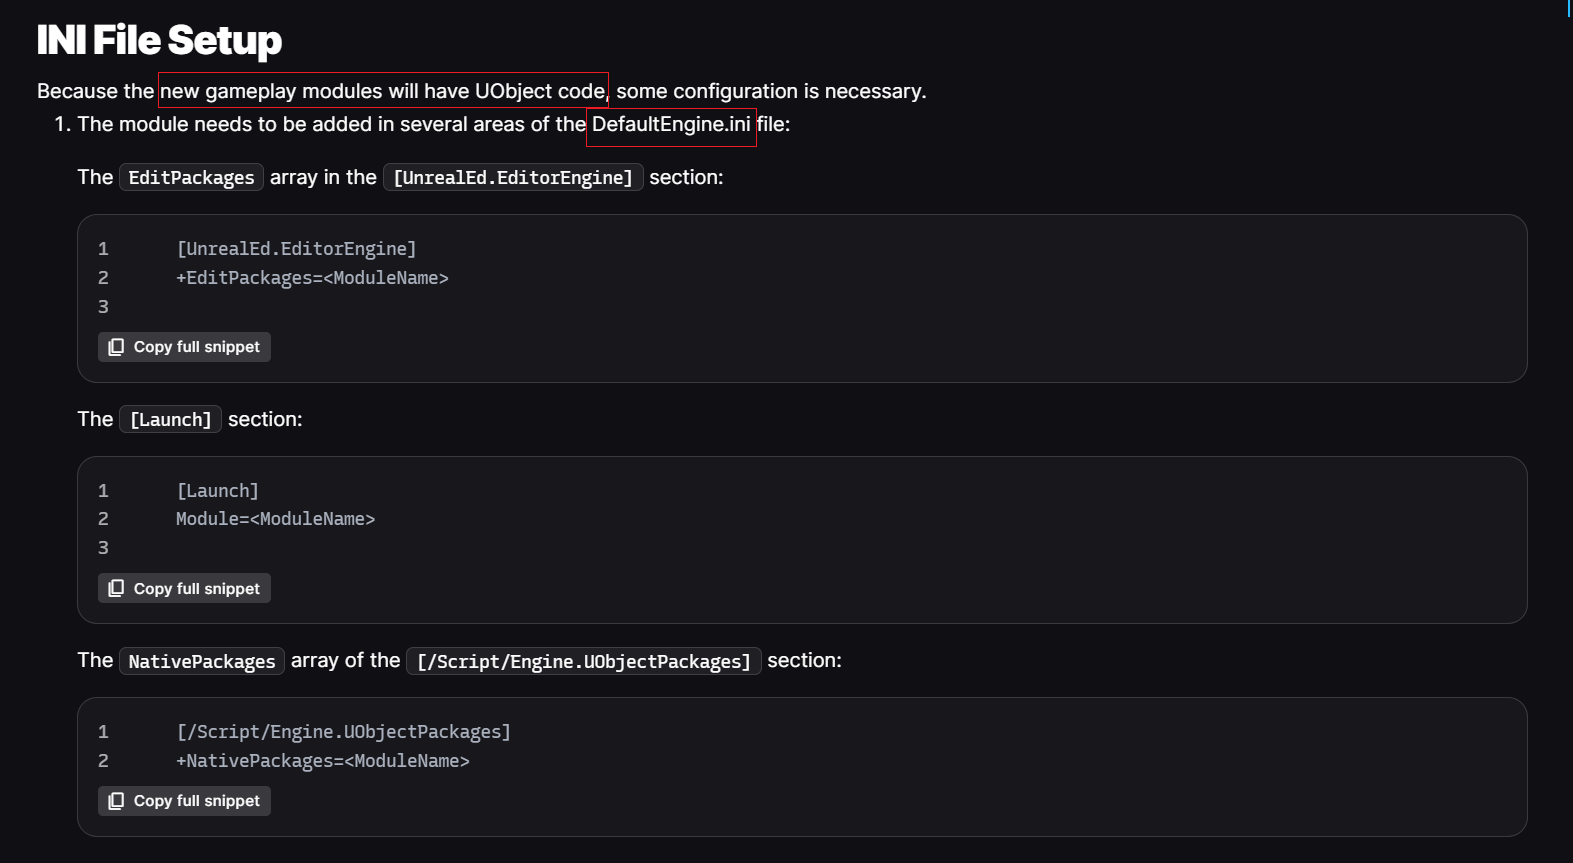 INI File Setup
Because the new gameplay modules will have UObject code, some configuration is necessary.
1. The module needs to be added in several areas of the DefaultEngine.ini file:
The EditPackages array in the [UnrealEd.EditorEngine] section:
1 [UnrealEd.EditorEngine]
2 +EditPackages=<ModuleName>
3
Copy full snippet
The [Launch] section:
1 [Launch]
2 Module=<ModuleName>
3
Copy full snippet
The NativePackages array of the [/Script/Engine.UObjectPackages] section:
1 [/Script/Engine.UObjectPackages]
2 +NativePackages=<ModuleName>
Copy full snippet